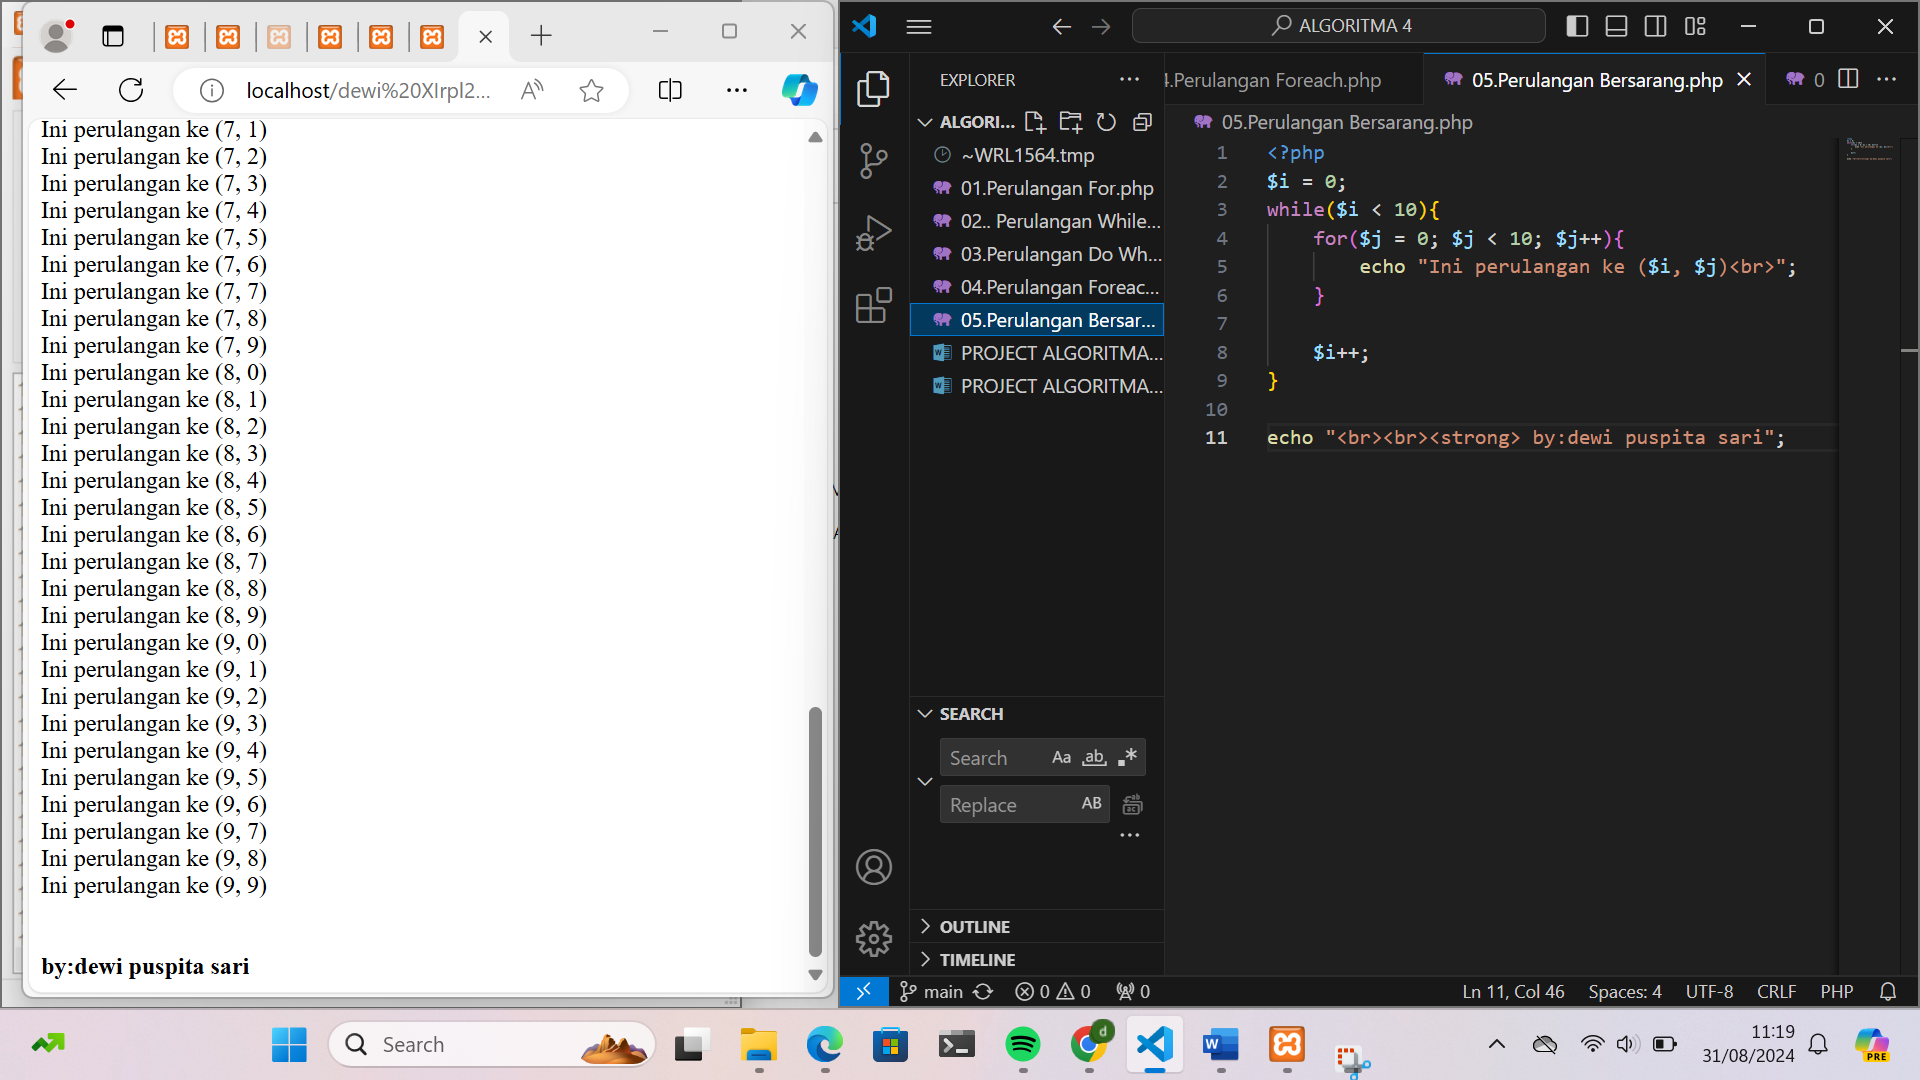 localhost/dewi%20XIrpl2...
Ini perulangan ke (7, 1)
Ini perulangan ke (7, 2)
Ini perulangan ke (7, 3)
Ini perulangan ke (7, 4)
Ini perulangan ke (7, 5)
Ini perulangan ke (7, 6)
Ini perulangan ke (7, 7)
Ini perulangan ke (7, 8)
Ini perulangan ke (7, 9)
Ini perulangan ke (8, 0)
Ini perulangan ke (8, 1)
Ini perulangan ke (8, 2)
Ini perulangan ke (8, 3)
Ini perulangan ke (8, 4)
Ini perulangan ke (8, 5)
Ini perulangan ke (8, 6)
Ini perulangan ke (8, 7)
Ini perulangan ke (8, 8)
Ini perulangan ke (8, 9)
Ini perulangan ke (9, 0)
Ini perulangan ke (9, 1)
Ini perulangan ke (9, 2)
Ini perulangan ke (9, 3)
Ini perulangan ke (9, 4)
Ini perulangan ke (9, 5)
Ini perulangan ke (9, 6)
Ini perulangan ke (9, 7)
Ini perulangan ke (9, 8)
Ini perulangan ke (9, 9)
by:dewi puspita sari
ALGORITMA 4
EXPLORER
ALGORI...
~WRL1564.tmp
01.Perulangan For.php
02.. Perulangan While...
03.Perulangan Do Wh...
04.Perulangan Foreac...
05.Perulangan Bersar...
PROJECT ALGORITMA...
PROJECT ALGORITMA...
SEARCH
Search Aa ab .*
Replace AB
OUTLINE
TIMELINE
4.Perulangan Foreach.php 05.Perulangan Bersarang.php 0
05.Perulangan Bersarang.php
1 <?php
2 $i = 0;
3 while($i < 10){
4 for($j = 0; $j < 10; $j++){
5 echo "Ini perulangan ke ($i, $j)<br>";
6 }
7
8 $i++;
9 }
10
11 echo "<br><br><strong> by:dewi puspita sari";
main 0 0 0 Ln 11, Col 46 Spaces: 4 UTF-8 CRLF PHP
Search d W PRE
11:19
31/08/2024